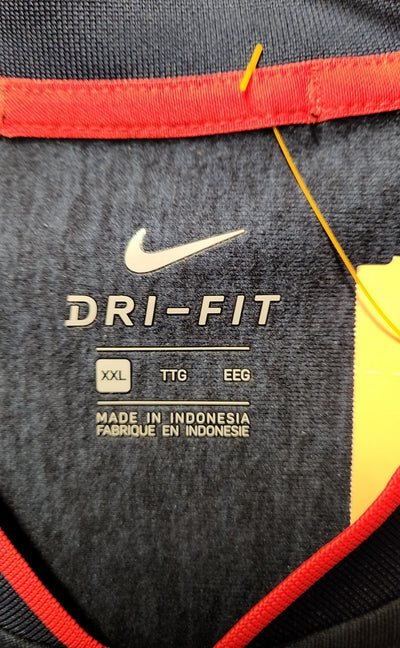 DRI-FIT
XXL TTG EEG
MADE IN INDONESIA
FABRIQUE EN INDONESIE